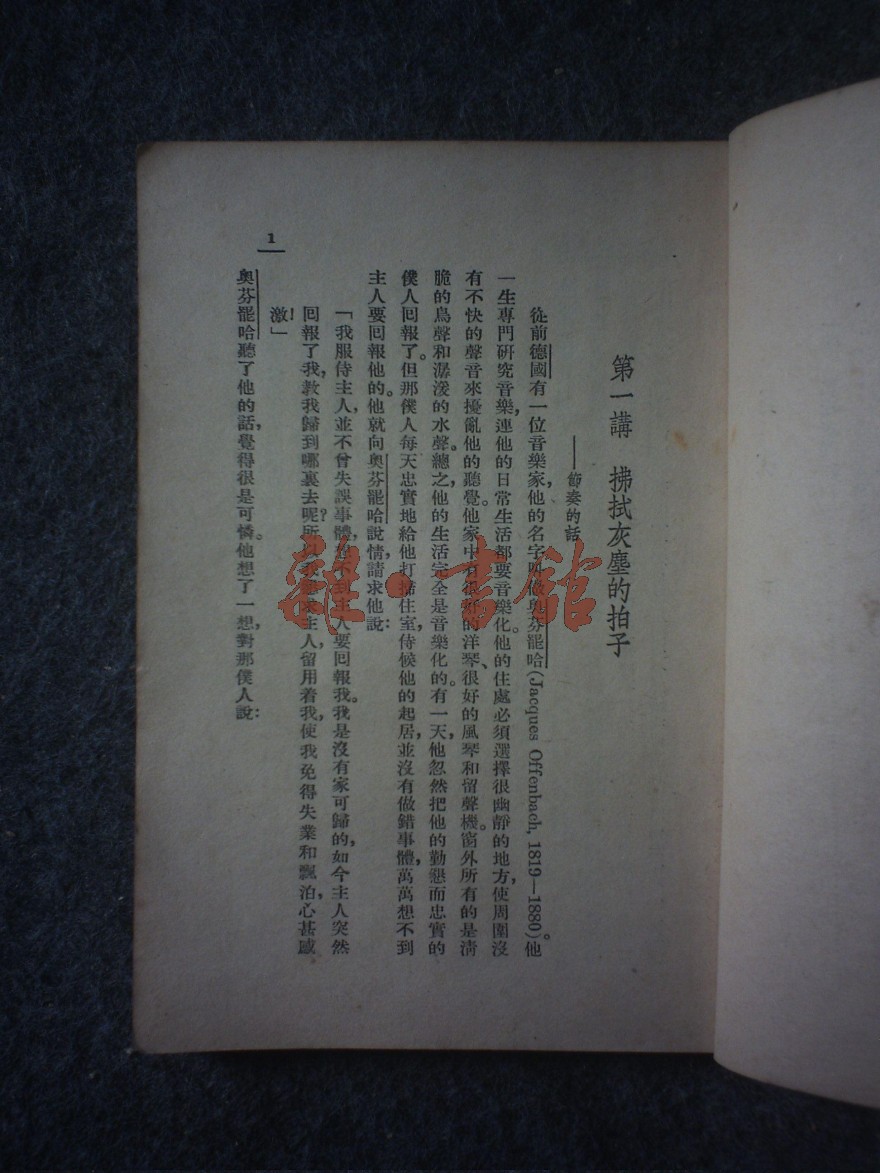 第一講　拂拭灰塵的拍子
——節奏的話
從前德國有一位音樂家，他的名字叫做奧芬罷哈(Jacques Offenbach, 1819—1880)。他
一生專門研究音樂，連他的日常生活都要音樂化。他的住處必須選擇很幽靜的地方，使周圍沒
有不快的聲音來擾亂他的聽覺。他家中有很好的洋琴、很好的風琴和留聲機。窗外所有的是清
脆的鳥聲和潺湲的水聲。總之，他的生活完全是音樂化的。有一天，他忽然把他的勤懇而忠實的
僕人回報了。但那僕人每天忠實地給他打掃住室，侍候他的起居，並沒有做錯事體，萬萬想不到
主人要回報他的。他就向奧芬罷哈說情，請求他說：
「我服侍主人，並不曾失誤事體，想不到主人要回報我。我是沒有家可歸的，如今主人突然
回報了我，教我歸到哪裏去呢？所以我懇求主人，留用着我，使我免得失業和飄泊，心甚感
激！」
奧芬罷哈聽了他的話，覺得很是可憐。他想了一想，對那僕人說：
1
雜·書館